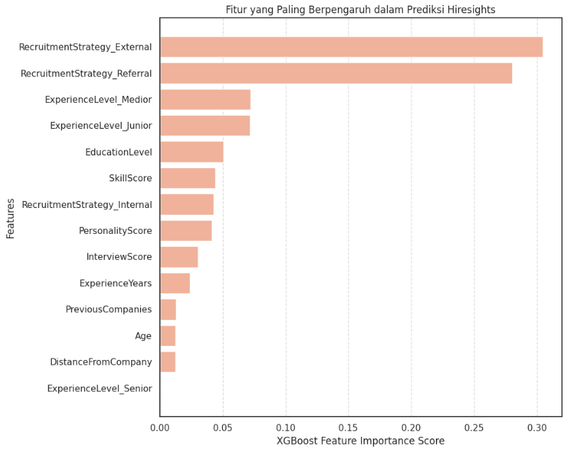 Fitur yang Paling Berpengaruh dalam Prediksi Hiresights
RecruitmentStrategy_External
RecruitmentStrategy_Referral
ExperienceLevel_Medior
ExperienceLevel_Junior
EducationLevel
SkillScore
RecruitmentStrategy_Internal
PersonalityScore
InterviewScore
ExperienceYears
PreviousCompanies
Age
DistanceFromCompany
ExperienceLevel_Senior
Features
0.00 0.05 0.10 0.15 0.20 0.25 0.30
XGBoost Feature Importance Score